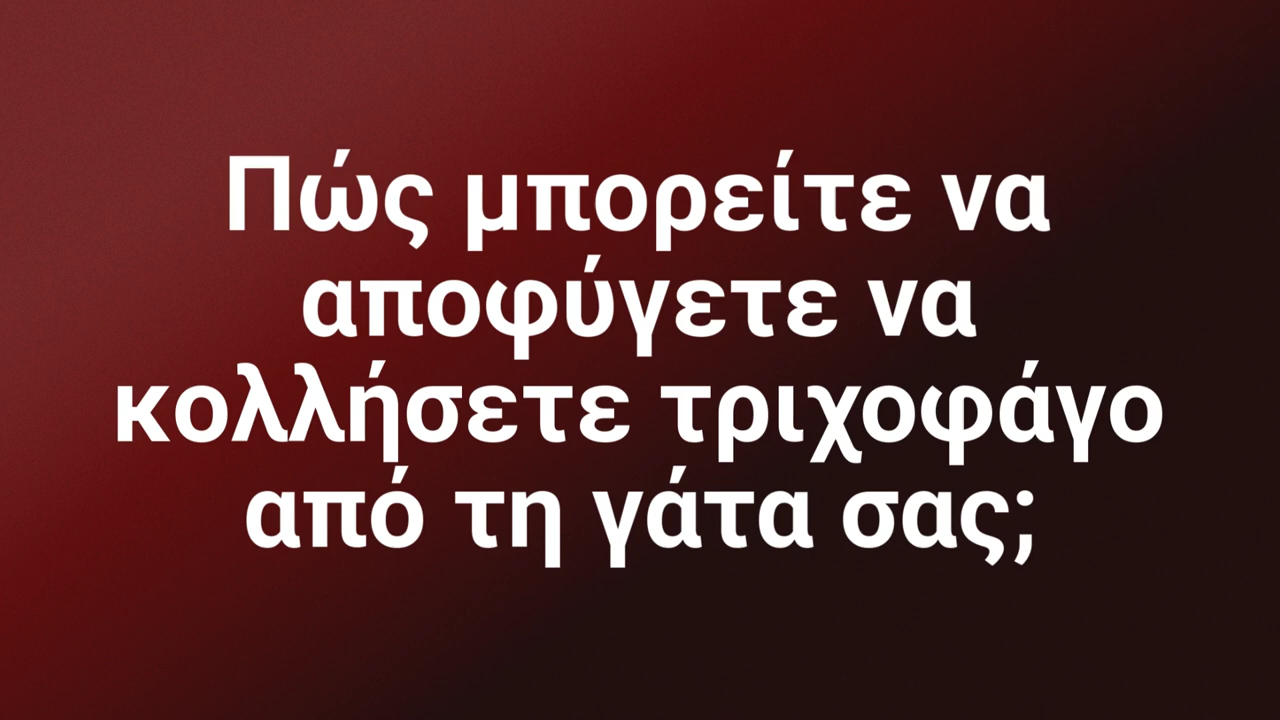 Πώς μπορείτε να
αποφύγετε να
κολλήσετε τριχοφάγο
από τη γάτα σας;